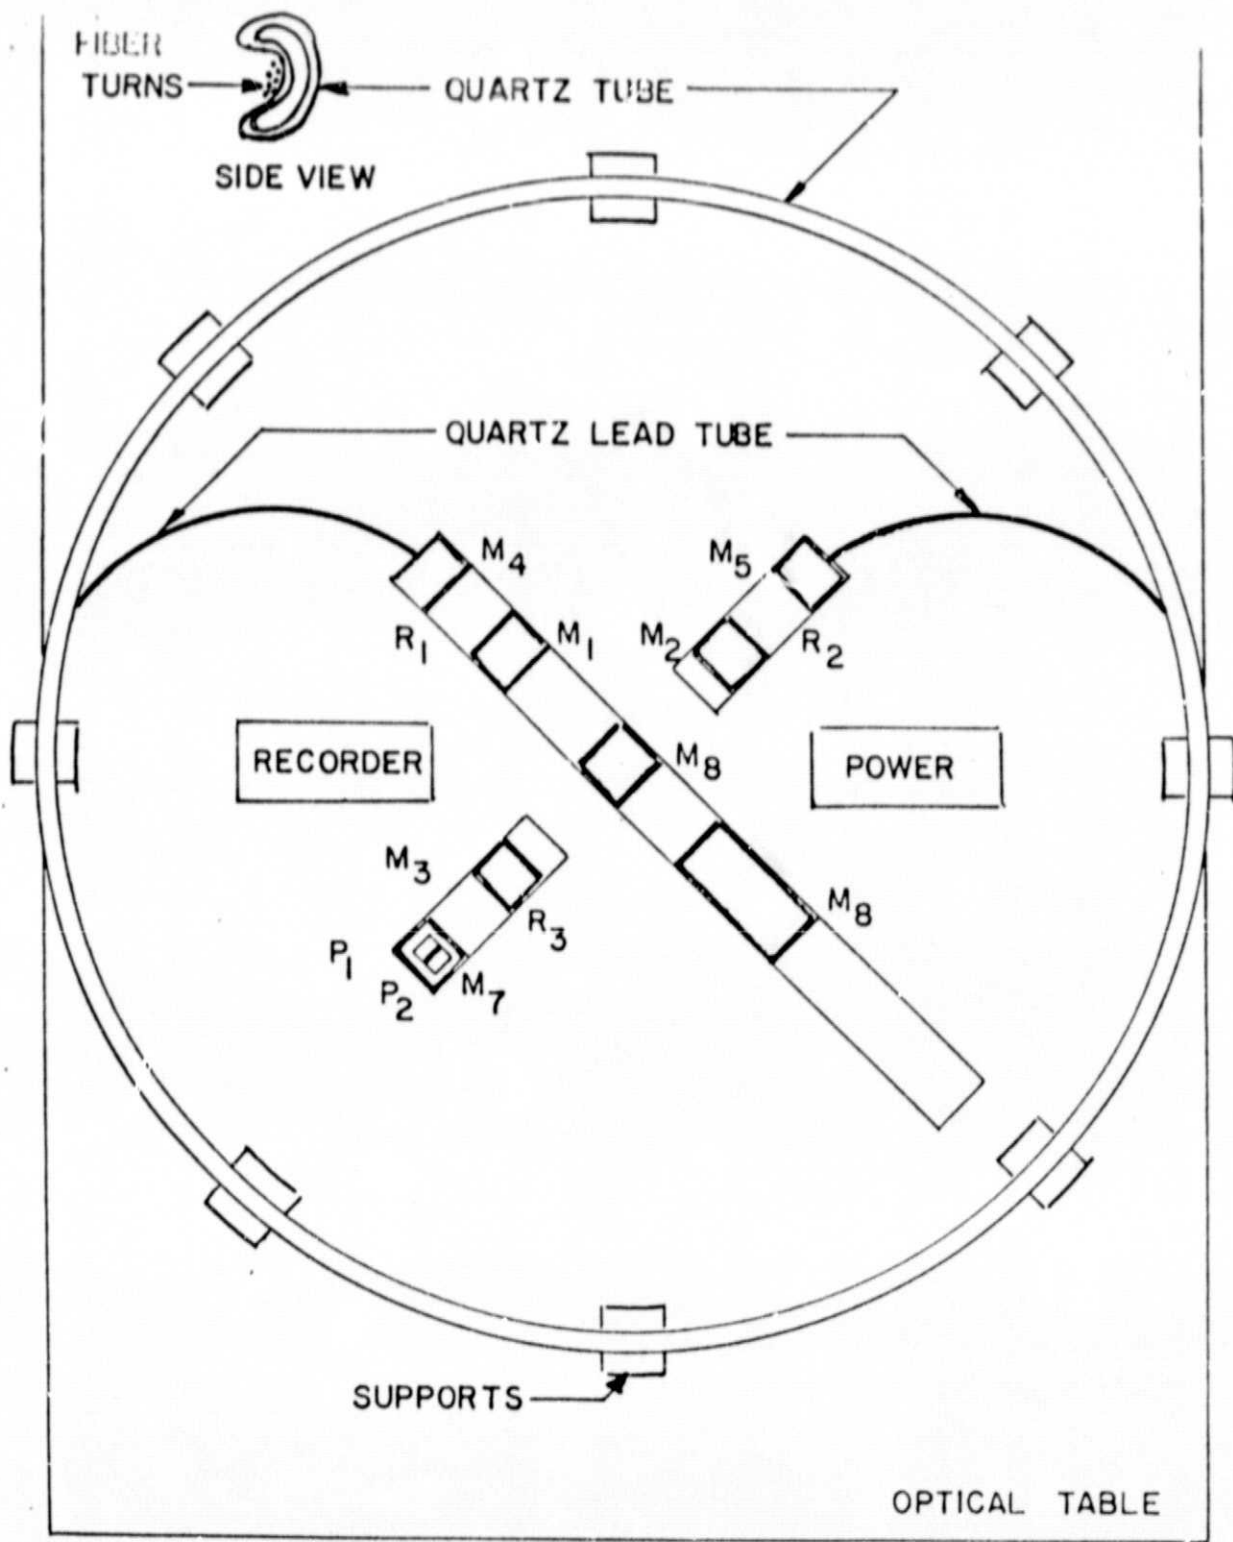 FIBER
TURNS
QUARTZ TUBE
SIDE VIEW
QUARTZ LEAD TUBE
M4
M5
R1
M1
M2
R2
RECORDER
M8
POWER
M3
M8
R3
P1
P2
M7
SUPPORTS
OPTICAL TABLE